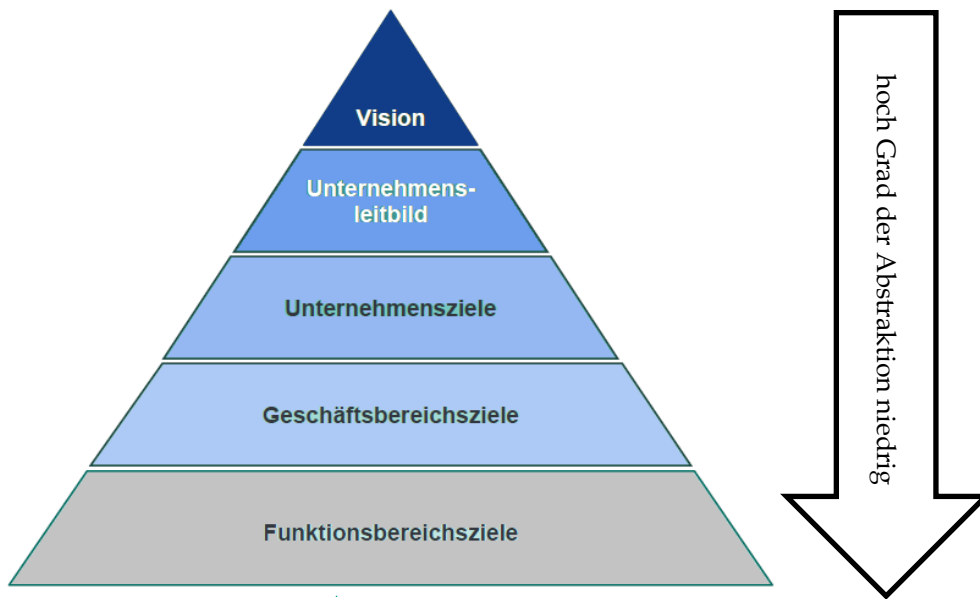 Vision
Unternehmens-
leitbild
Unternehmensziele
Geschäftsbereichsziele
Funktionsbereichsziele
hoch Grad der Abstraktion niedrig